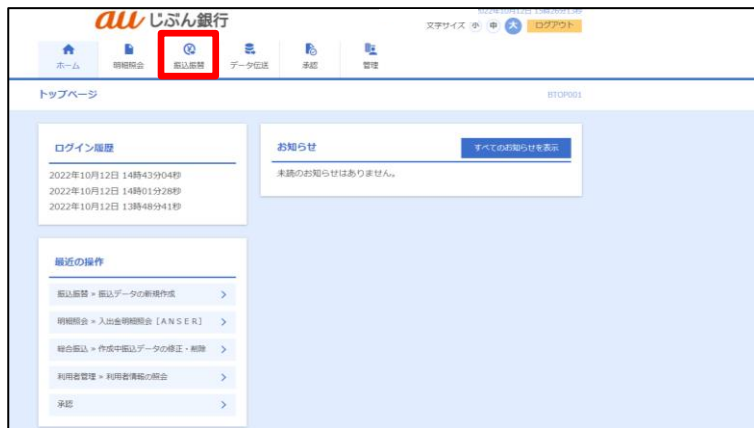 au じぶん銀行
文字サイズ 小 中 大 ログアウト
ホーム 明細照会 振込振替 データ伝送 承認 管理
トップページ BTOP001
ログイン履歴
2022年10月12日 14時43分04秒
2022年10月12日 14時01分28秒
2022年10月12日 13時48分41秒
お知らせ すべてのお知らせを表示
未読のお知らせはありません。
最近の操作
振込振替 » 振込データの新規作成
明細照会 » 入出金明細照会［ＡＮＳＥＲ］
総合振込 » 作成中振込データの修正・削除
利用者管理 » 利用者情報の照会
承認